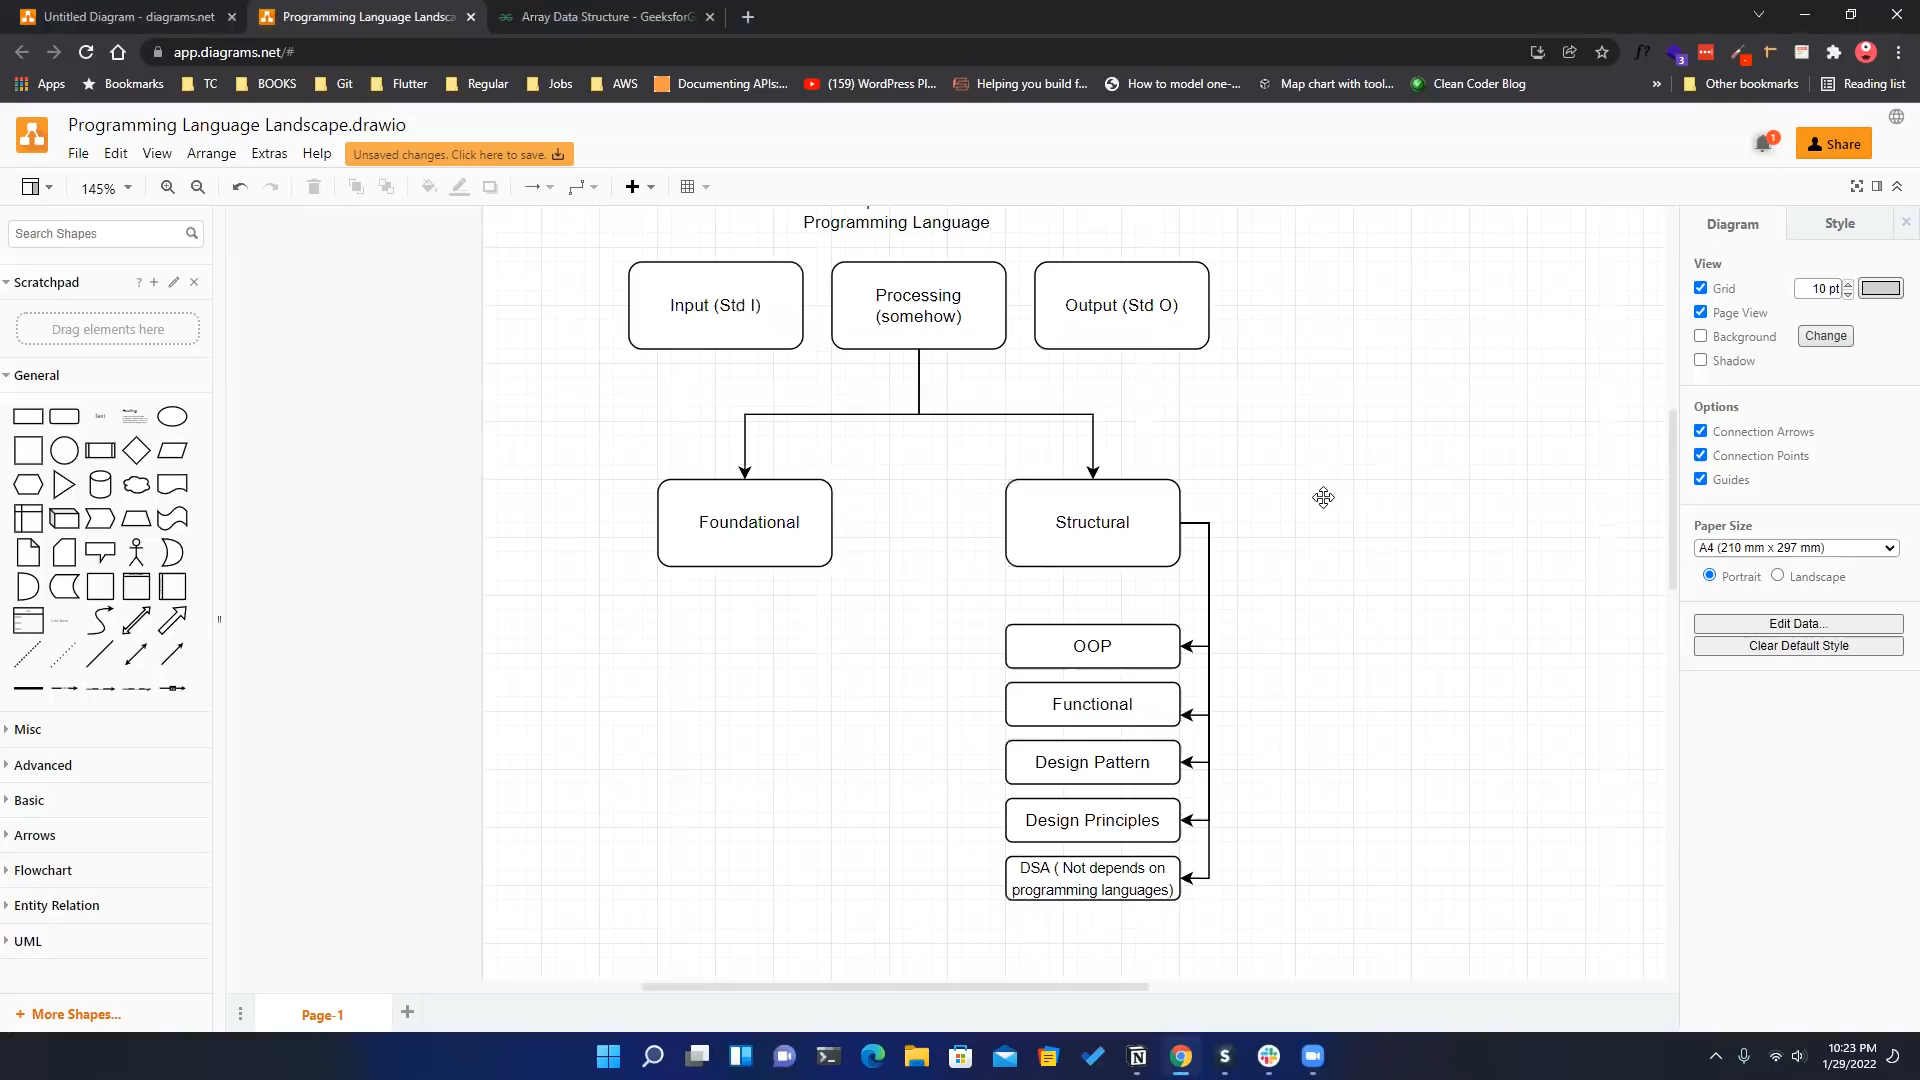 Untitled Diagram - diagrams.net
Programming Language Landsca
Array Data Structure - GeeksforG
app.diagrams.net/#
Apps
Bookmarks
TC
BOOKS
Git
Flutter
Regular
Jobs
AWS
Documenting APIs:...
(159) WordPress Pl...
Helping you build f...
How to model one-...
Map chart with tool...
Clean Coder Blog
»
Other bookmarks
Reading list
Programming Language Landscape.drawio
File Edit View Arrange Extras Help
Unsaved changes. Click here to save.
1
Share
145%
Search Shapes
Scratchpad
?
Drag elements here
General
Text
Heading
Misc
Advanced
Basic
Arrows
Flowchart
Entity Relation
UML
+ More Shapes...
Programming Language
Input (Std I)
Processing
(somehow)
Output (Std O)
Foundational
Structural
OOP
Functional
Design Pattern
Design Principles
DSA ( Not depends on
programming languages)
Page-1
Diagram
Style
View
Grid
10 pt
Page View
Background
Change
Shadow
Options
Connection Arrows
Connection Points
Guides
Paper Size
A4 (210 mm x 297 mm)
Portrait
Landscape
Edit Data...
Clear Default Style
10:23 PM
1/29/2022